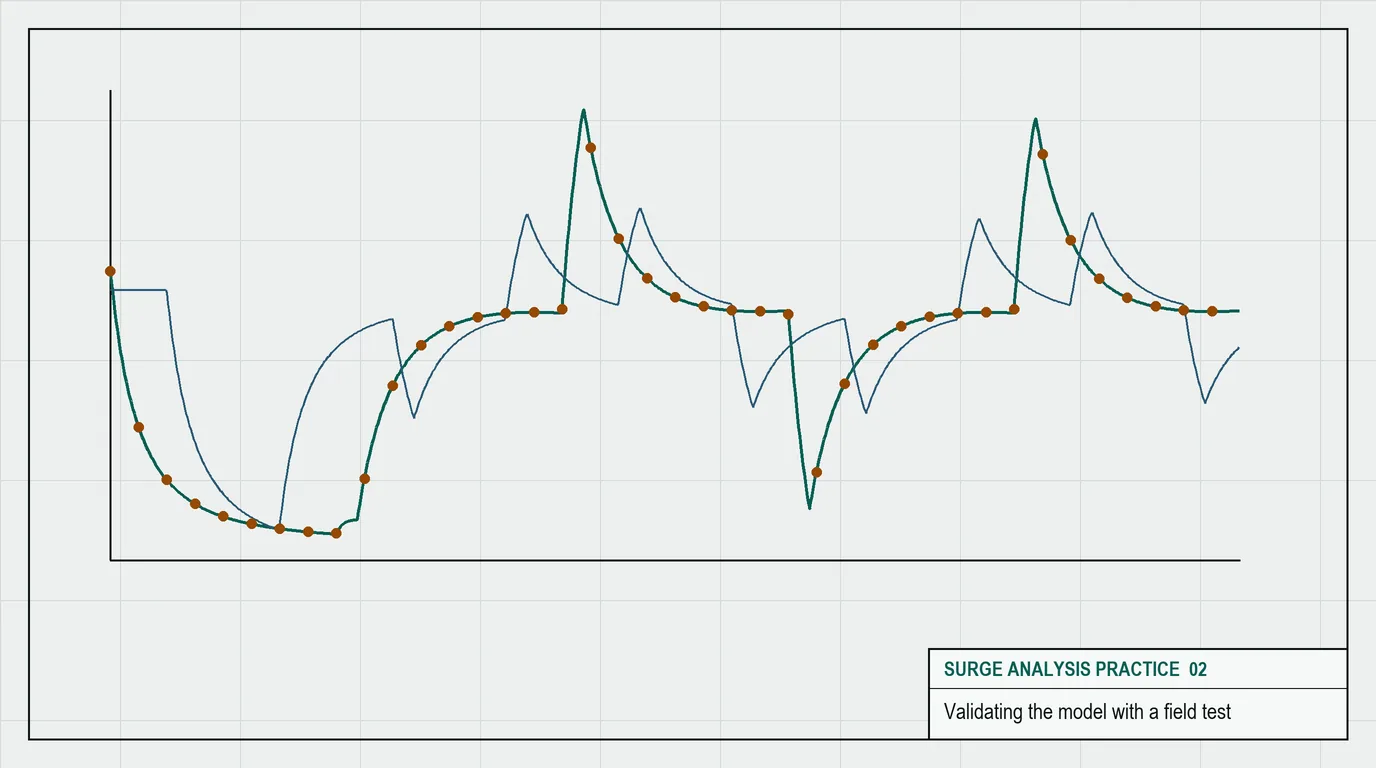 SURGE ANALYSIS PRACTICE 02
Validating the model with a field test